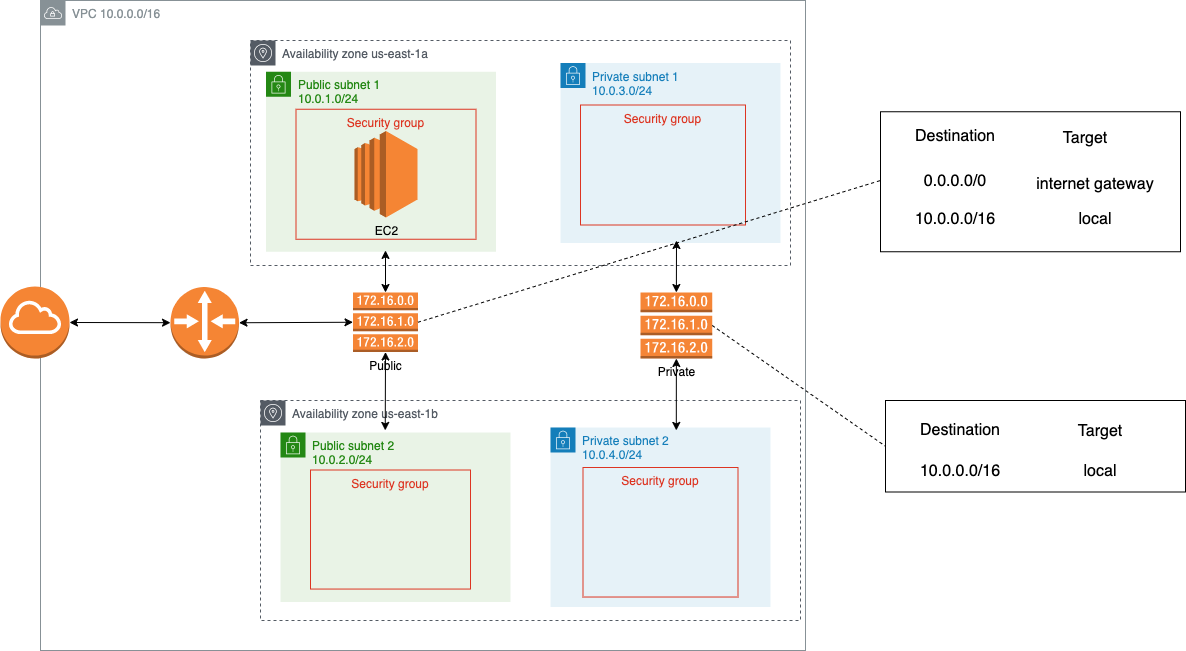 VPC 10.0.0.0/16
Availability zone us-east-1a
Public subnet 1
10.0.1.0/24
Security group
EC2
Private subnet 1
10.0.3.0/24
Security group
Destination Target
0.0.0.0/0 internet gateway
10.0.0.0/16 local
172.16.0.0
172.16.1.0
172.16.2.0
Public
172.16.0.0
172.16.1.0
172.16.2.0
Private
Availability zone us-east-1b
Public subnet 2
10.0.2.0/24
Security group
Private subnet 2
10.0.4.0/24
Security group
Destination Target
10.0.0.0/16 local